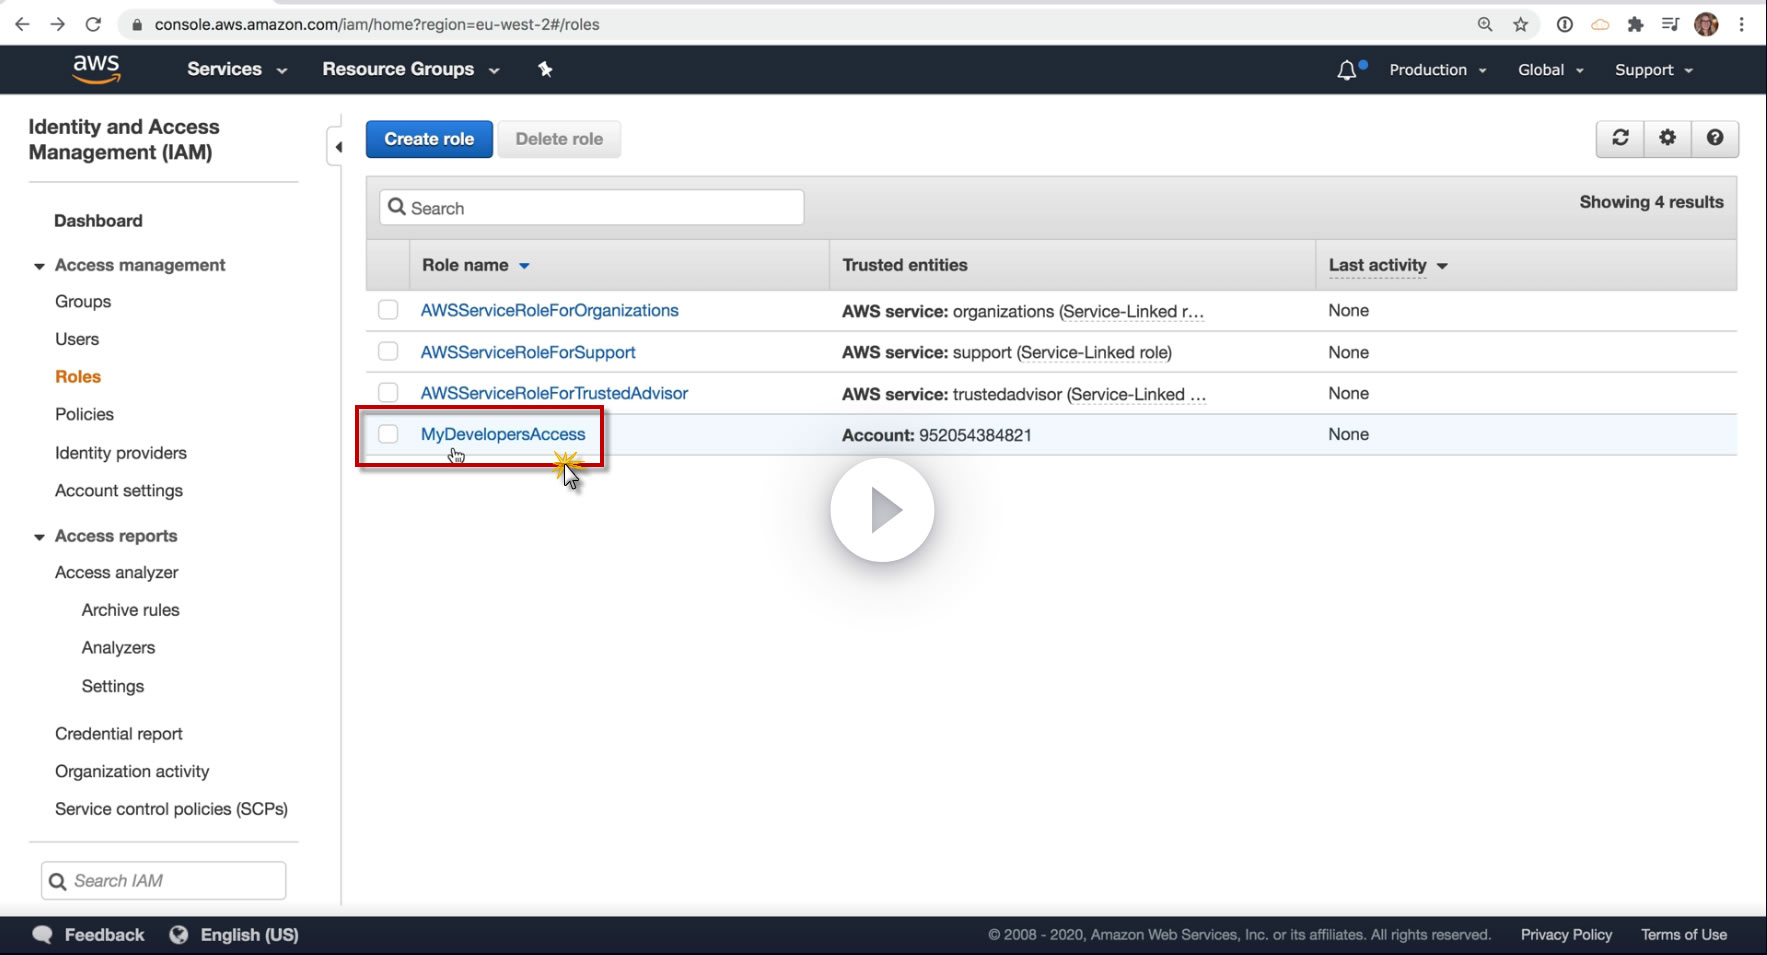 console.aws.amazon.com/iam/home?region=eu-west-2#/roles
aws
Services
Resource Groups
Production
Global
Support
Identity and Access
Management (IAM)
Dashboard
Access management
Groups
Users
Roles
Policies
Identity providers
Account settings
Access reports
Access analyzer
Archive rules
Analyzers
Settings
Credential report
Organization activity
Service control policies (SCPs)
Search IAM
Create role
Delete role
Search
Showing 4 results
Role name
Trusted entities
Last activity
AWSServiceRoleForOrganizations
AWS service: organizations (Service-Linked r...
None
AWSServiceRoleForSupport
AWS service: support (Service-Linked role)
None
AWSServiceRoleForTrustedAdvisor
AWS service: trustedadvisor (Service-Linked ...
None
MyDevelopersAccess
Account: 952054384821
None
Feedback
English (US)
© 2008 - 2020, Amazon Web Services, Inc. or its affiliates. All rights reserved.
Privacy Policy
Terms of Use